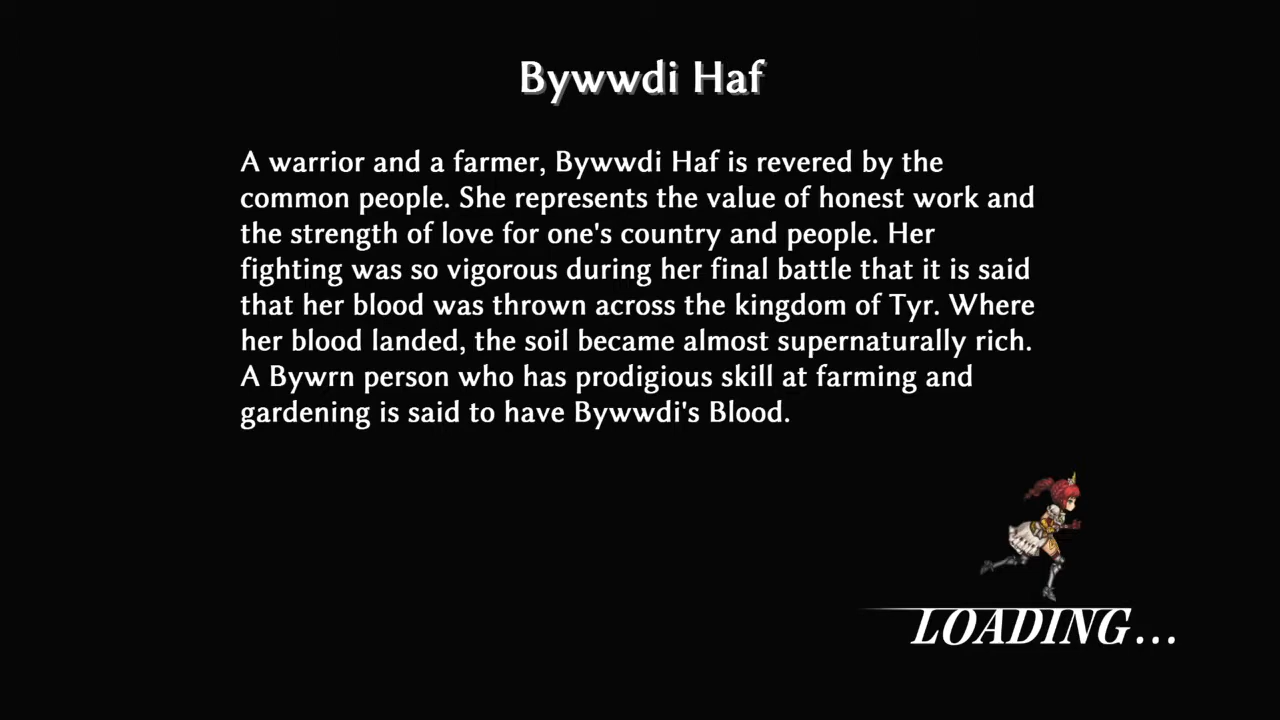 Bywwdi Haf
A warrior and a farmer, Bywwdi Haf is revered by the
common people. She represents the value of honest work and
the strength of love for one's country and people. Her
fighting was so vigorous during her final battle that it is said
that her blood was thrown across the kingdom of Tyr. Where
her blood landed, the soil became almost supernaturally rich.
A Bywrn person who has prodigious skill at farming and
gardening is said to have Bywwdi's Blood.
LOADING...